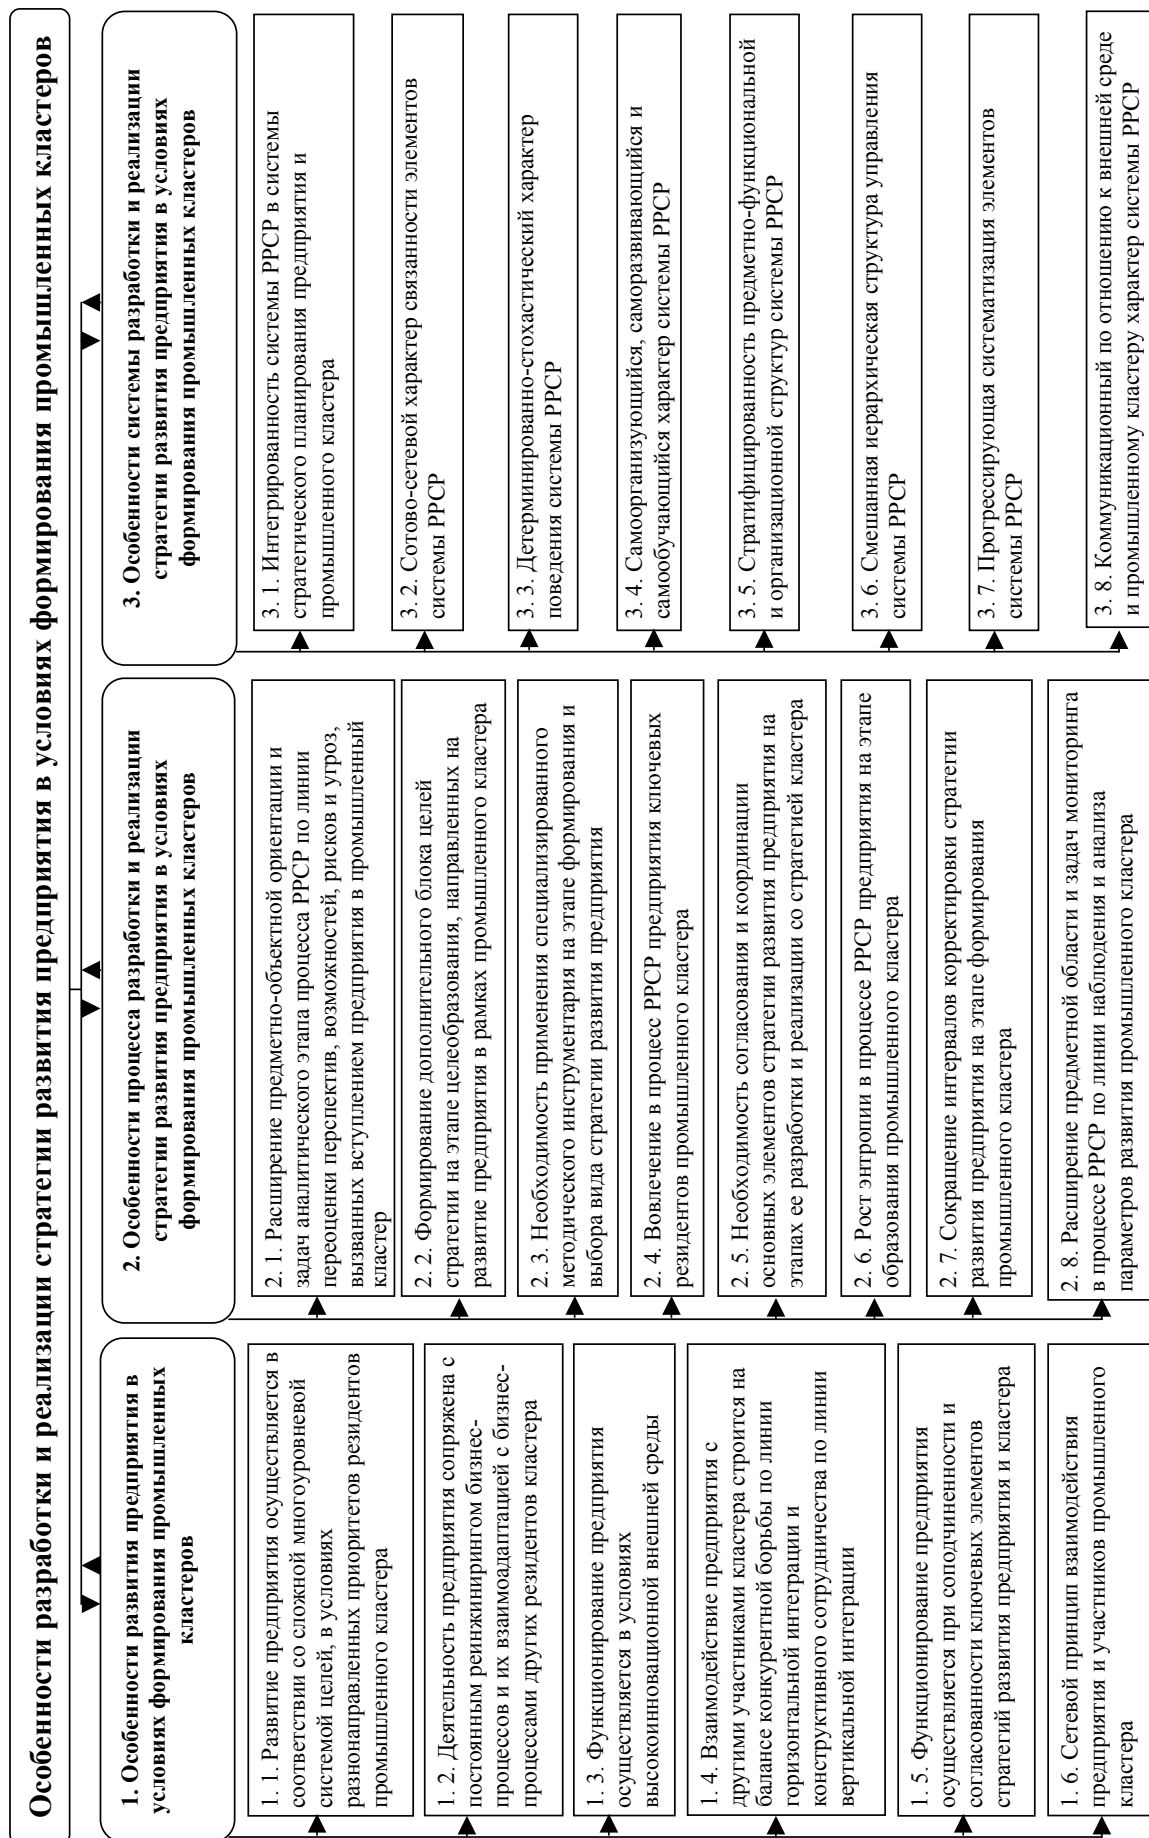 Особенности разработки и реализации стратегии развития предприятия в условиях формирования промышленных кластеров
1. Особенности развития предприятия в
условиях формирования промышленных
кластеров
1. 1. Развитие предприятия осуществляется в
соответствии со сложной многоуровневой
системой целей, в условиях
разнонаправленных приоритетов резидентов
промышленного кластера
1. 2. Деятельность предприятия сопряжена с
постоянным реинжинирингом бизнес-
процессов и их взаимоадаптацией с бизнес-
процессами других резидентов кластера
1. 3. Функционирование предприятия
осуществляется в условиях
высокоинновационной внешней среды
1. 4. Взаимодействие предприятия с
другими участниками кластера строится на
балансе конкурентной борьбы по линии
горизонтальной интеграции и
конструктивного сотрудничества по линии
вертикальной интеграции
1. 5. Функционирование предприятия
осуществляется при соподчиненности и
согласованности ключевых элементов
стратегий развития предприятия и кластера
1. 6. Сетевой принцип взаимодействия
предприятия и участников промышленного
кластера
2. Особенности процесса разработки и реализации
стратегии развития предприятия в условиях
формирования промышленных кластеров
2. 1. Расширение предметно-объектной ориентации и
задач аналитического этапа процесса РРСР по линии
переоценки перспектив, возможностей, рисков и угроз,
вызванных вступлением предприятия в промышленный
кластер
2. 2. Формирование дополнительного блока целей
стратегии на этапе целеобразования, направленных на
развитие предприятия в рамках промышленного кластера
2. 3. Необходимость применения специализированного
методического инструментария на этапе формирования и
выбора вида стратегии развития предприятия
2. 4. Вовлечение в процесс РРСР предприятия ключевых
резидентов промышленного кластера
2. 5. Необходимость согласования и координации
основных элементов стратегии развития предприятия на
этапах ее разработки и реализации со стратегией кластера
2. 6. Рост энтропии в процессе РРСР предприятия на этапе
образования промышленного кластера
2. 7. Сокращение интервалов корректировки стратегии
развития предприятия на этапе формирования
промышленного кластера
2. 8. Расширение предметной области и задач мониторинга
в процессе РРСР по линии наблюдения и анализа
параметров развития промышленного кластера
3. Особенности системы разработки и реализации
стратегии развития предприятия в условиях
формирования промышленных кластеров
3. 1. Интегрированность системы РРСР в системы
стратегического планирования предприятия и
промышленного кластера
3. 2. Сотово-сетевой характер связанности элементов
системы РРСР
3. 3. Детерминированно-стохастический характер
поведения системы РРСР
3. 4. Самоорганизующийся, саморазвивающийся и
самообучающийся характер системы РРСР
3. 5. Стратифицированность предметно-функциональной
и организационной структур системы РРСР
3. 6. Смешанная иерархическая структура управления
системы РРСР
3. 7. Прогрессирующая систематизация элементов
системы РРСР
3. 8. Коммуникационный по отношению к внешней среде
и промышленному кластеру характер системы РРСР